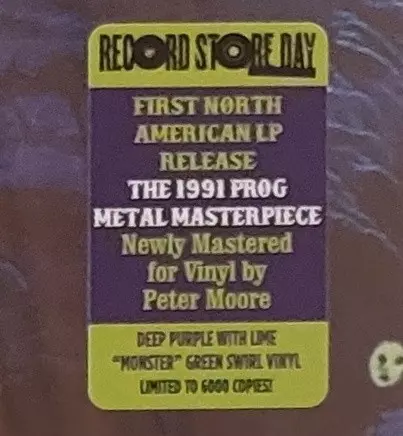 RECORD STORE DAY
FIRST NORTH
AMERICAN LP
RELEASE
THE 1991 PROG
METAL MASTERPIECE
Newly Mastered
for Vinyl by
Peter Moore
DEEP PURPLE WITH LIME
"MONSTER" GREEN SWIRL VINYL
LIMITED TO 6000 COPIES!